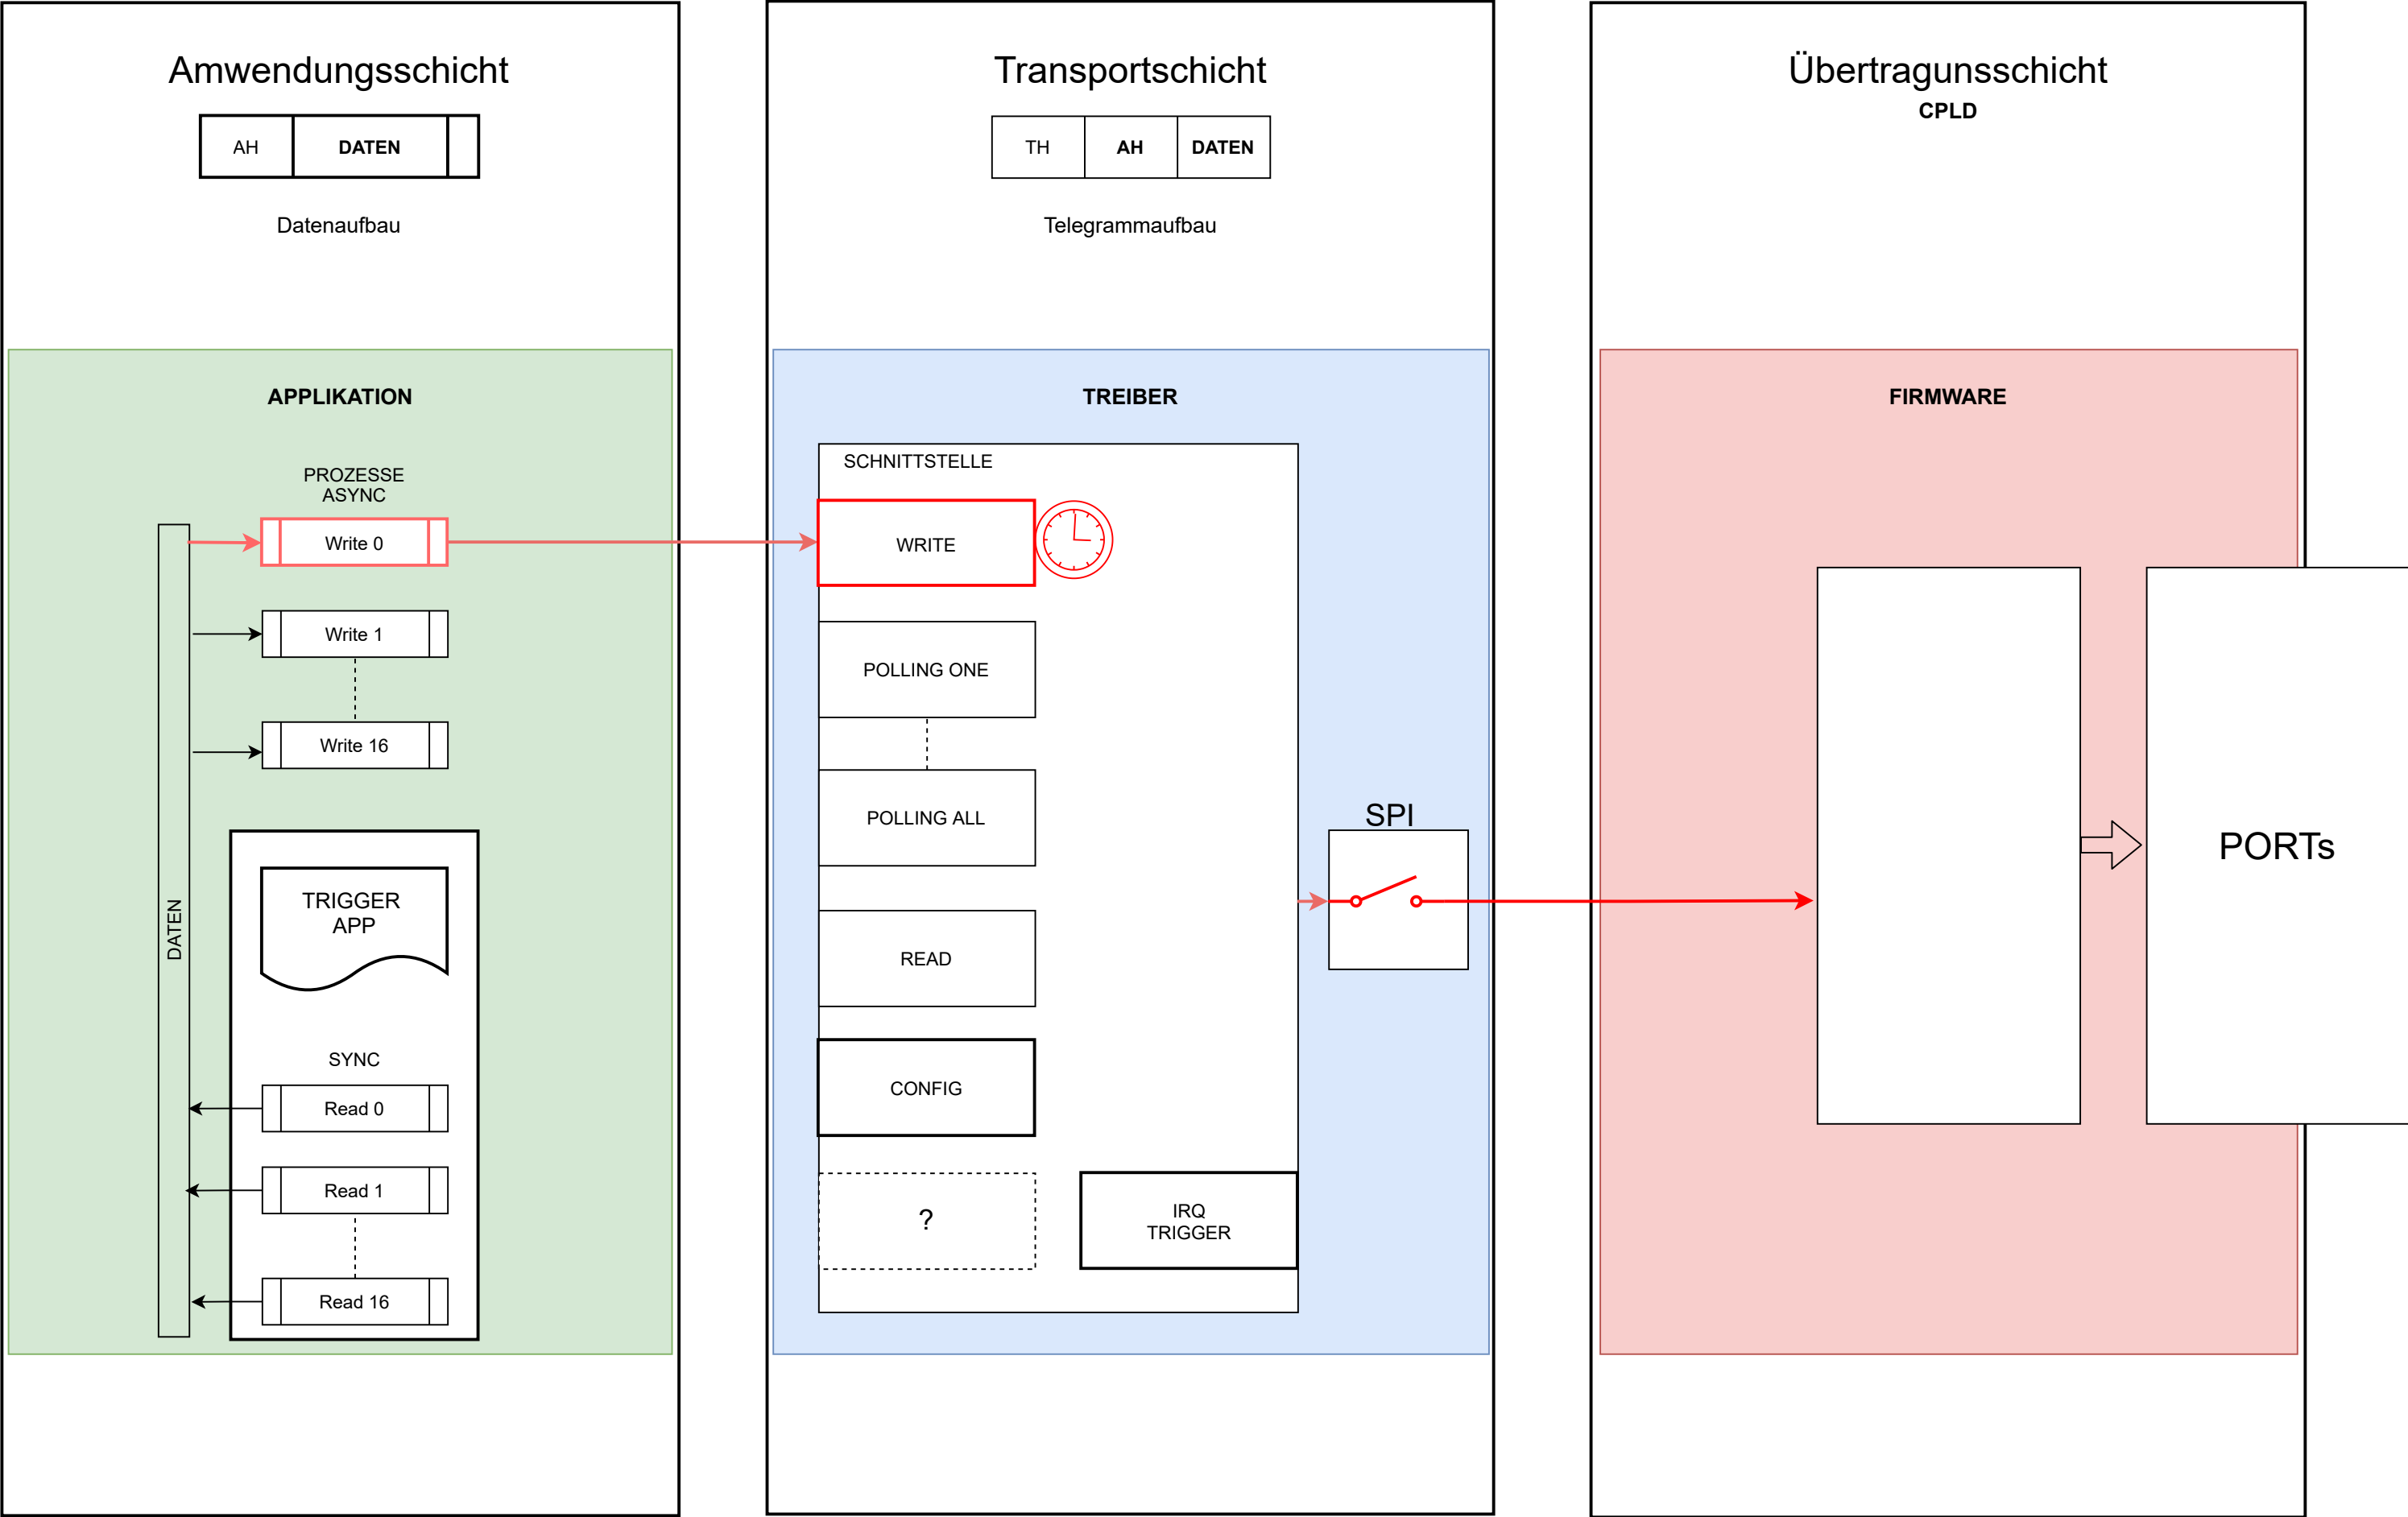 Amwendungsschicht
AH
DATEN
Datenaufbau
APPLIKATION
PROZESSE
ASYNC
Write 0
Write 1
Write 16
DATEN
TRIGGER
APP
SYNC
Read 0
Read 1
Read 16
Transportschicht
TH
AH
DATEN
Telegrammaufbau
TREIBER
SCHNITTSTELLE
WRITE
POLLING ONE
POLLING ALL
READ
CONFIG
?
IRQ
TRIGGER
SPI
Übertragunsschicht
CPLD
FIRMWARE
PORTs